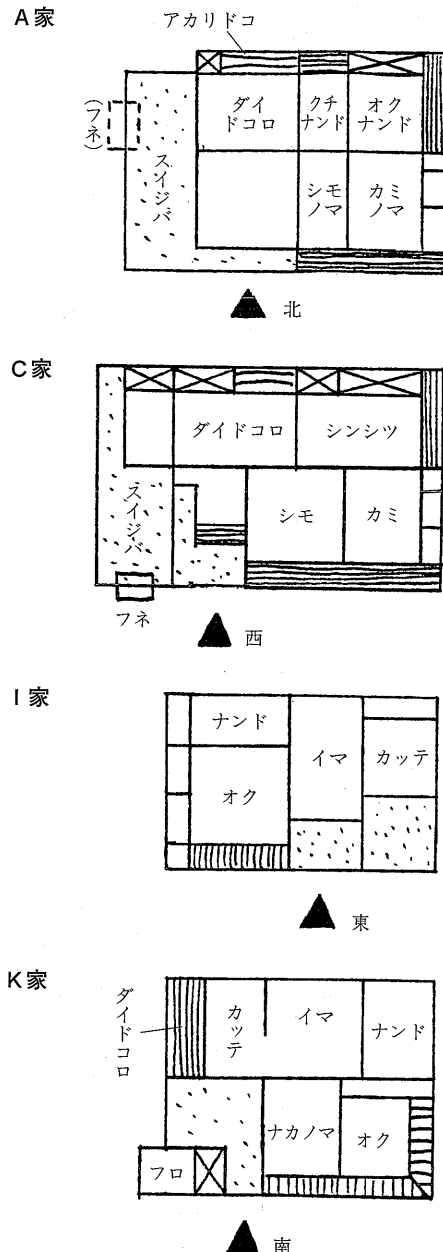 A家
アカリドコ
ダイドコロ
クチナンド
オクナンド
(フネ)
スイジバ
シモノマ
カミノマ
北
C家
ダイドコロ
シンシツ
スイジバ
シモ
カミ
フネ
西
I家
ナンド
イマ
カッテ
オク
東
K家
ダイドコロ
カッテ
イマ
ナンド
ナカノマ
オク
フロ
南